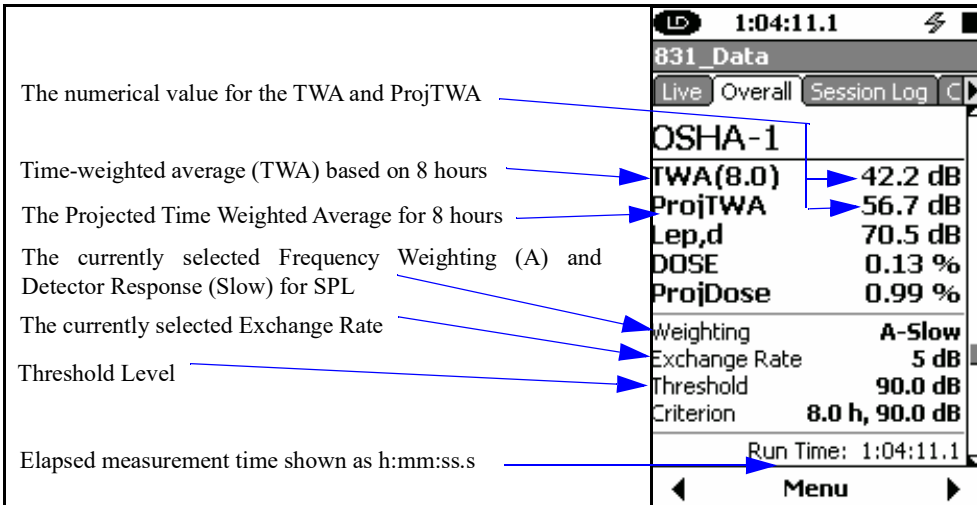 LD 1:04:11.1
831_Data
Live Overall Session Log C
OSHA-1
The numerical value for the TWA and ProjTWA
Time-weighted average (TWA) based on 8 hours
The Projected Time Weighted Average for 8 hours
The currently selected Frequency Weighting (A) and
Detector Response (Slow) for SPL
The currently selected Exchange Rate
Threshold Level
Elapsed measurement time shown as h:mm:ss.s
TWA(8.0) 42.2 dB
ProjTWA 56.7 dB
Lep,d 70.5 dB
DOSE 0.13 %
ProjDose 0.99 %
Weighting A-Slow
Exchange Rate 5 dB
Threshold 90.0 dB
Criterion 8.0 h, 90.0 dB
Run Time: 1:04:11.1
Menu